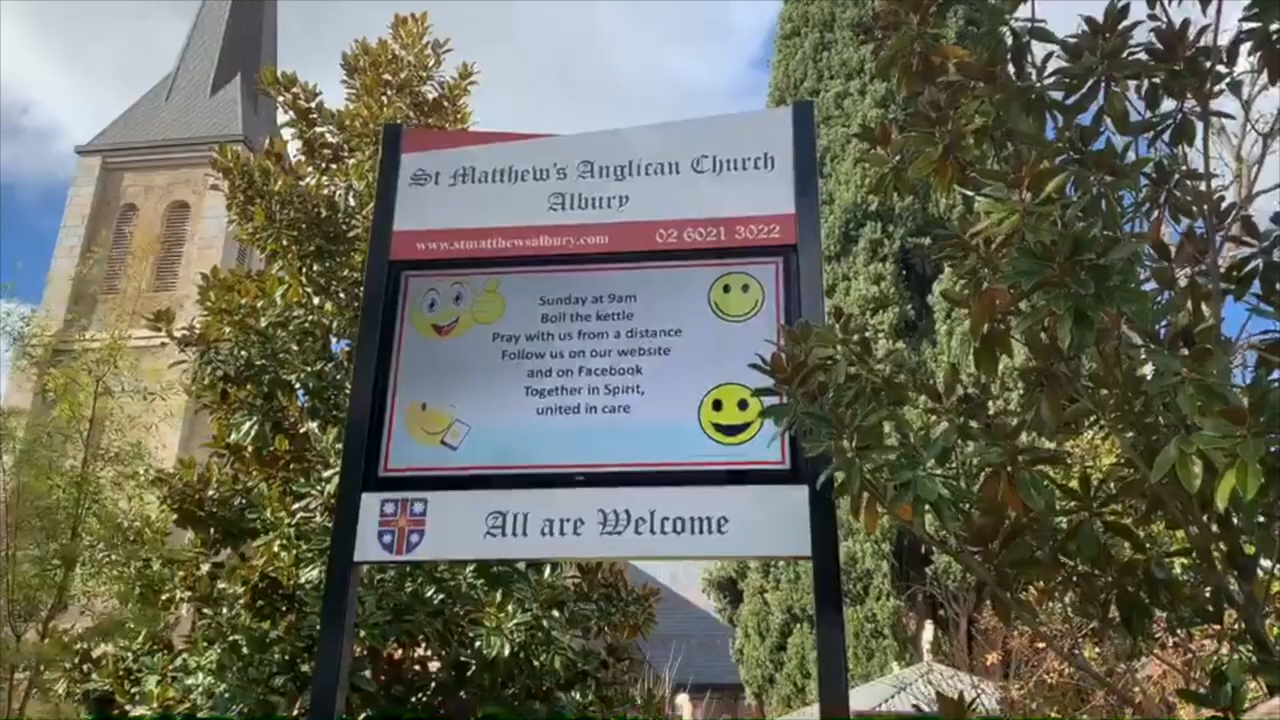 St Matthew's Anglican Church
Albury
www.stmatthewsalbury.com 02 6021 3022
Sunday at 9am
Boil the kettle
Pray with us from a distance
Follow us on our website
and on Facebook
Together in Spirit,
united in care
All are Welcome